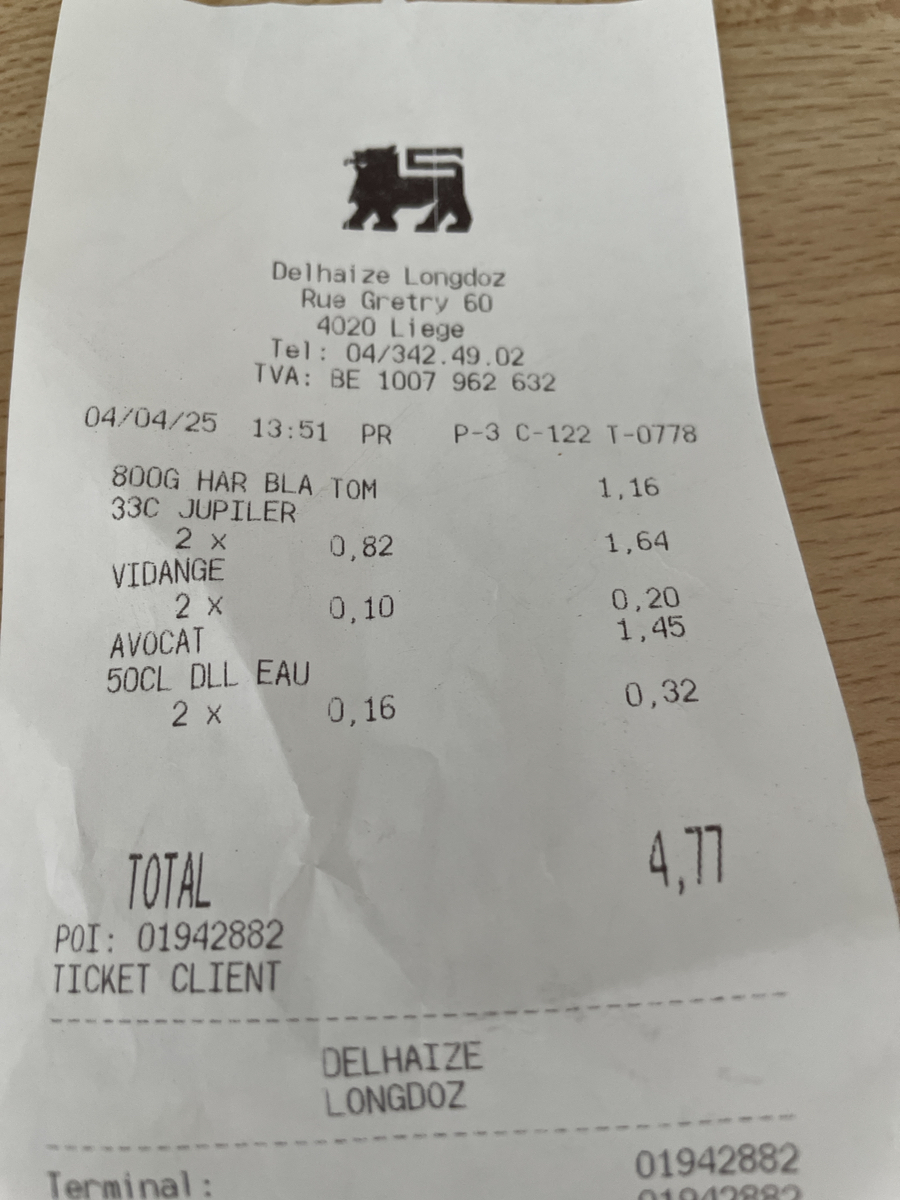 Delhaize Longdoz
Rue Gretry 60
4020 Liege
Tel: 04/342.49.02
TVA: BE 1007 962 632
04/04/25 13:51 PR P-3 C-122 T-0778
800G HAR BLA TOM 1,16
33C JUPILER
2 x 0,82 1,64
VIDANGE
2 x 0,10 0,20
AVOCAT 1,45
50CL DLL EAU
2 x 0,16 0,32
TOTAL 4,77
POI: 01942882
TICKET CLIENT
DELHAIZE
LONGDOZ
Terminal: 01942882
01942882